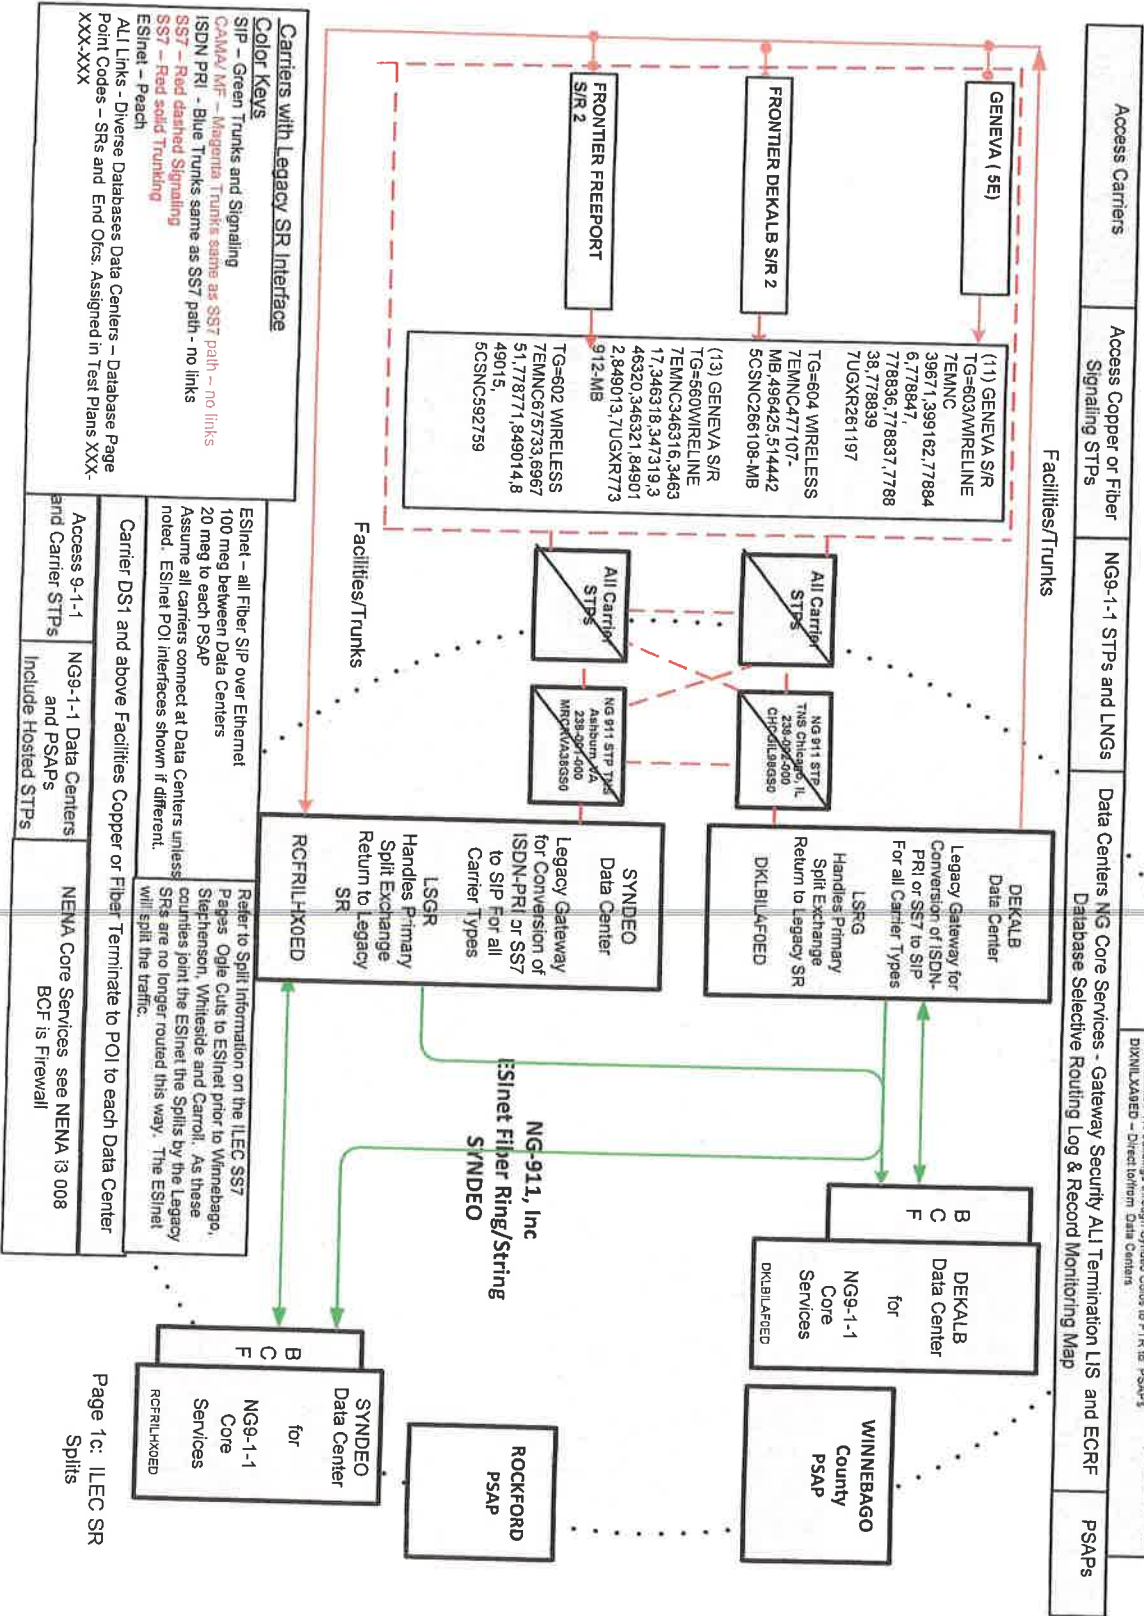 DIXNILXA9ED – Direct to/from Data Centers
Access Carriers
Access Copper or Fiber
Signaling STPs
NG9-1-1 STPs and LNGs
Data Centers NG Core Services - Gateway Security ALI Termination LIS and ECRF
Database Selective Routing Log & Record Monitoring Map
PSAPs
Facilities/Trunks
GENEVA ( 5E)
FRONTIER DEKALB S/R 2
FRONTIER FREEPORT
S/R 2
(11) GENEVA S/R
TG=603/WIRELINE
7EMNC
39671,399162,77884
6,778847,
778836,778837,7788
38,778839
7UGXR261197
TG=604 WIRELESS
7EMNC477107-
MB,496425,514442
5CSNC266108-MB
(13) GENEVA S/R
TG=560WIRELINE
7EMNC346316,3463
17,346318,347319,3
46320,346321,84901
2,849013,7UGXR773
912-MB
TG=602 WIRELESS
7EMNC675733,6967
51,778771,849014,8
49015,
5CSNC592759
All Carrier
STPs
All Carrier
STPs
NG 911 STP
TNS Chicago, IL
238-002-000
CHCGIL98GS0
NG 911 STP TNS
Ashburn, VA
238-001-000
DEKALB
Data Center
Legacy Gateway for
Conversion of ISDN-
PRI or SS7 to SIP
For all Carrier Types
LSRG
Handles Primary
Split Exchange
Return to Legacy SR
DKLBILAF0ED
SYNDEO
Data Center
Legacy Gateway
for Conversion of
ISDN-PRI or SS7
to SIP For all
Carrier Types
LSGR
Handles Primary
Split Exchange
Return to Legacy
SR
RCFRILHX0ED
Facilities/Trunks
NG-911, Inc
ESInet Fiber Ring/String
SYNDEO
B
C
F
DEKALB
Data Center
for
NG9-1-1
Core
Services
DKLBILAF0ED
B
C
F
SYNDEO
Data Center
for
NG9-1-1
Core
Services
RCFRILHX0ED
WINNEBAGO
County
PSAP
ROCKFORD
PSAP
Carriers with Legacy SR Interface
Color Keys
SIP – Green Trunks and Signaling
CAMA/ MF – Magenta Trunks same as SS7 path – no links
ISDN PRI - Blue Trunks same as SS7 path - no links
SS7 – Red dashed Signaling
SS7 – Red solid Trunking
ESInet – Peach
ALI Links - Diverse Databases Data Centers – Database Page
Point Codes – SRs and End Ofcs. Assigned in Test Plans XXX-
XXX-XXX
ESInet – all Fiber SIP over Ethernet
100 meg between Data Centers
20 meg to each PSAP
Assume all carriers connect at Data Centers unless
noted. ESInet POI interfaces shown if different.
Refer to Split Information on the ILEC SS7
Pages Ogle Cuts to ESInet prior to Winnebago,
Stephenson, Whiteside and Carroll. As these
counties joint the ESInet the Splits by the Legacy
SRs are no longer routed this way. The ESInet
will split the traffic.
Carrier DS1 and above Facilities Copper or Fiber Terminate to POI to each Data Center
Access 9-1-1
and Carrier STPs
NG9-1-1 Data Centers
and PSAPs
Include Hosted STPs
NENA Core Services see NENA i3 008
BCF is Firewall
Page 1c: ILEC SR
Splits